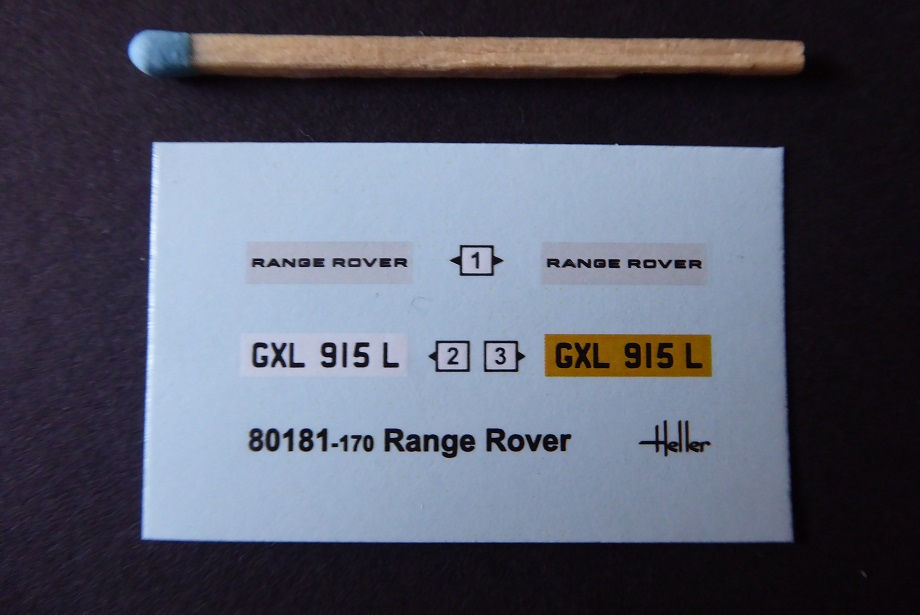 RANGE ROVER 1 RANGE ROVER
GXL 915 L 2 3 GXL 915 L
80181-170 Range Rover Heller